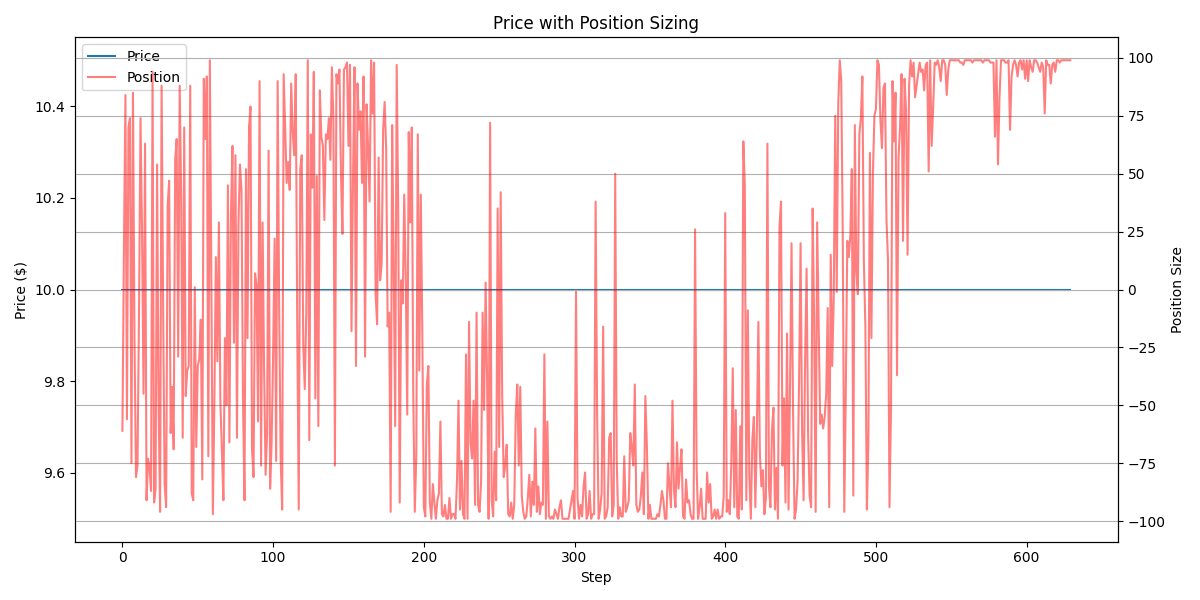 Price with Position Sizing
Price
Position
10.4
10.2
10.0
9.8
9.6
Price ($)
100
75
50
25
0
−25
−50
−75
−100
Position Size
0 100 200 300 400 500 600
Step